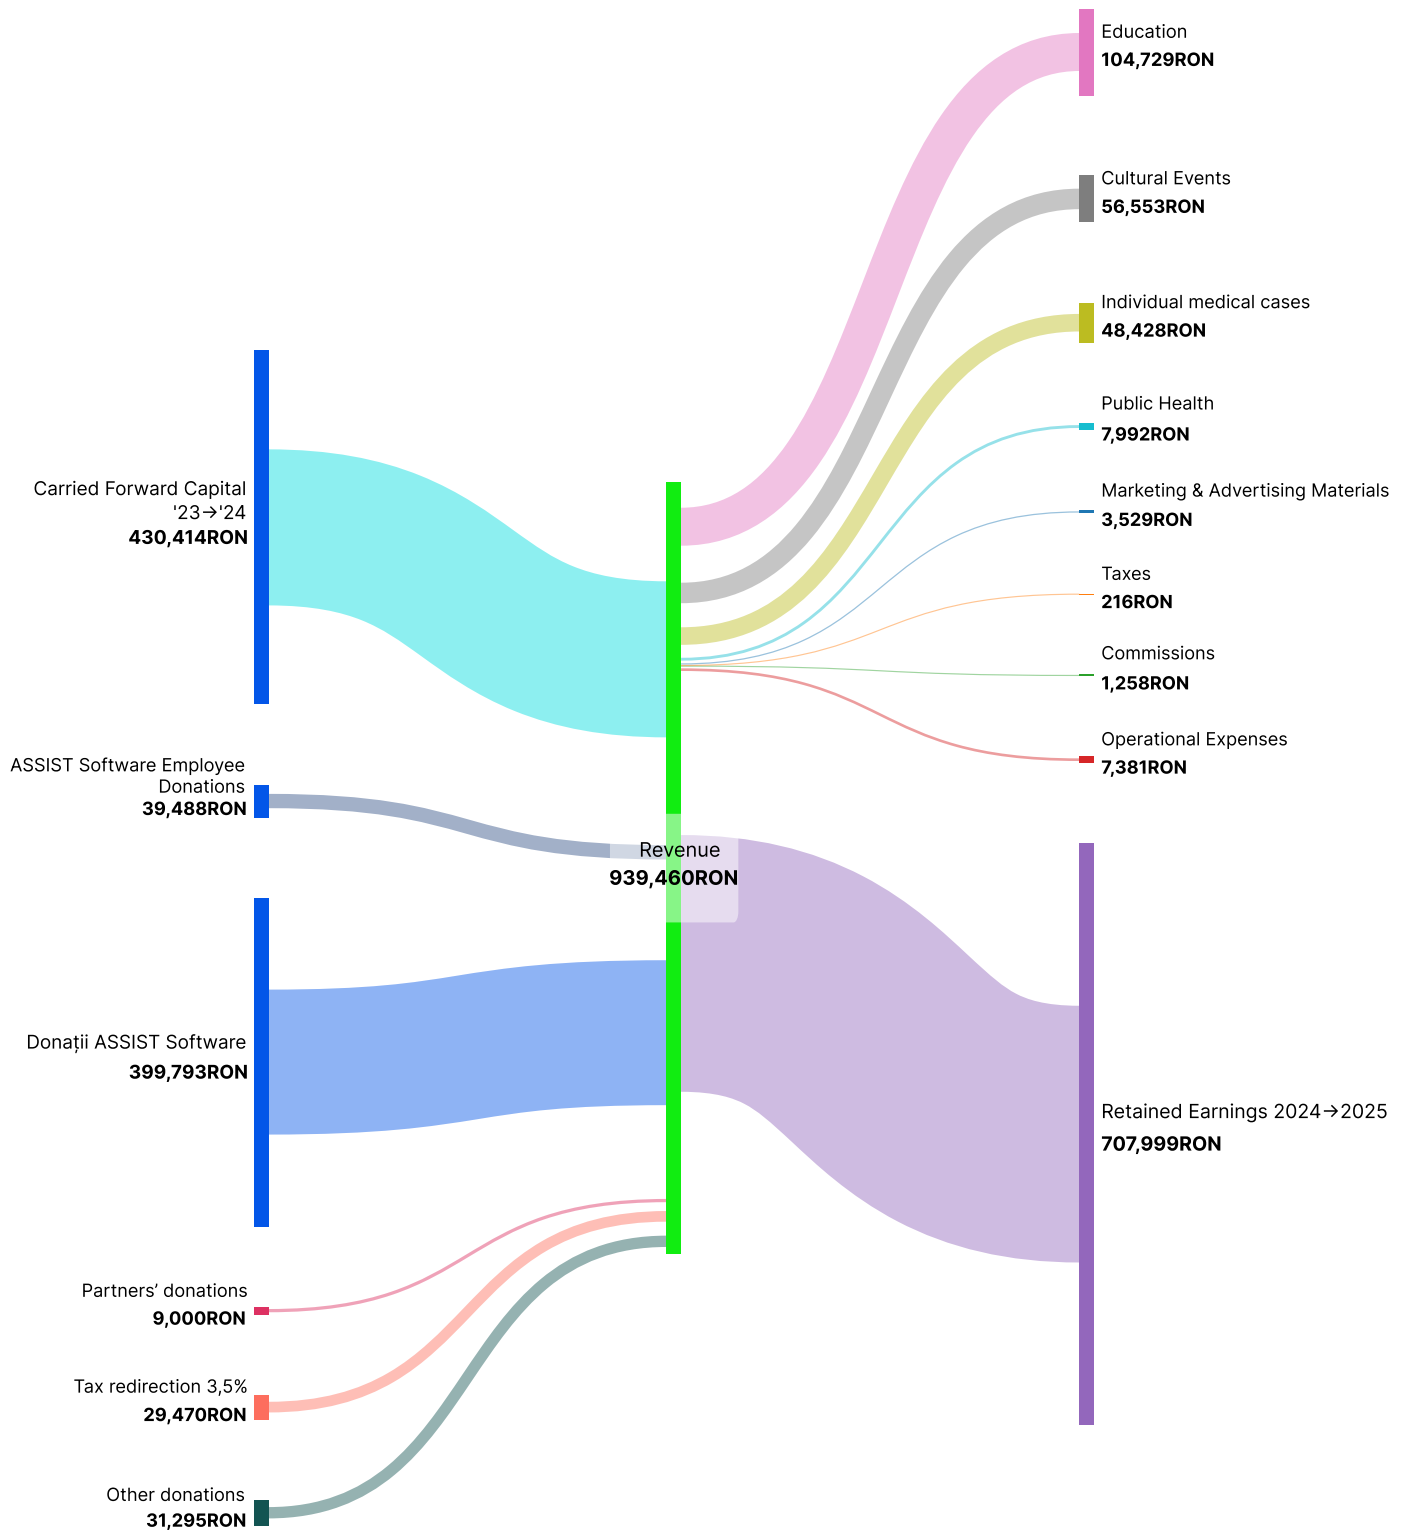 Education
104,729RON
Cultural Events
56,553RON
Individual medical cases
48,428RON
Public Health
7,992RON
Marketing & Advertising Materials
3,529RON
Taxes
216RON
Commissions
1,258RON
Operational Expenses
7,381RON
Carried Forward Capital
'23→'24
430,414RON
ASSIST Software Employee
Donations
39,488RON
Revenue
939,460RON
Donații ASSIST Software
399,793RON
Retained Earnings 2024→2025
707,999RON
Partners’ donations
9,000RON
Tax redirection 3,5%
29,470RON
Other donations
31,295RON